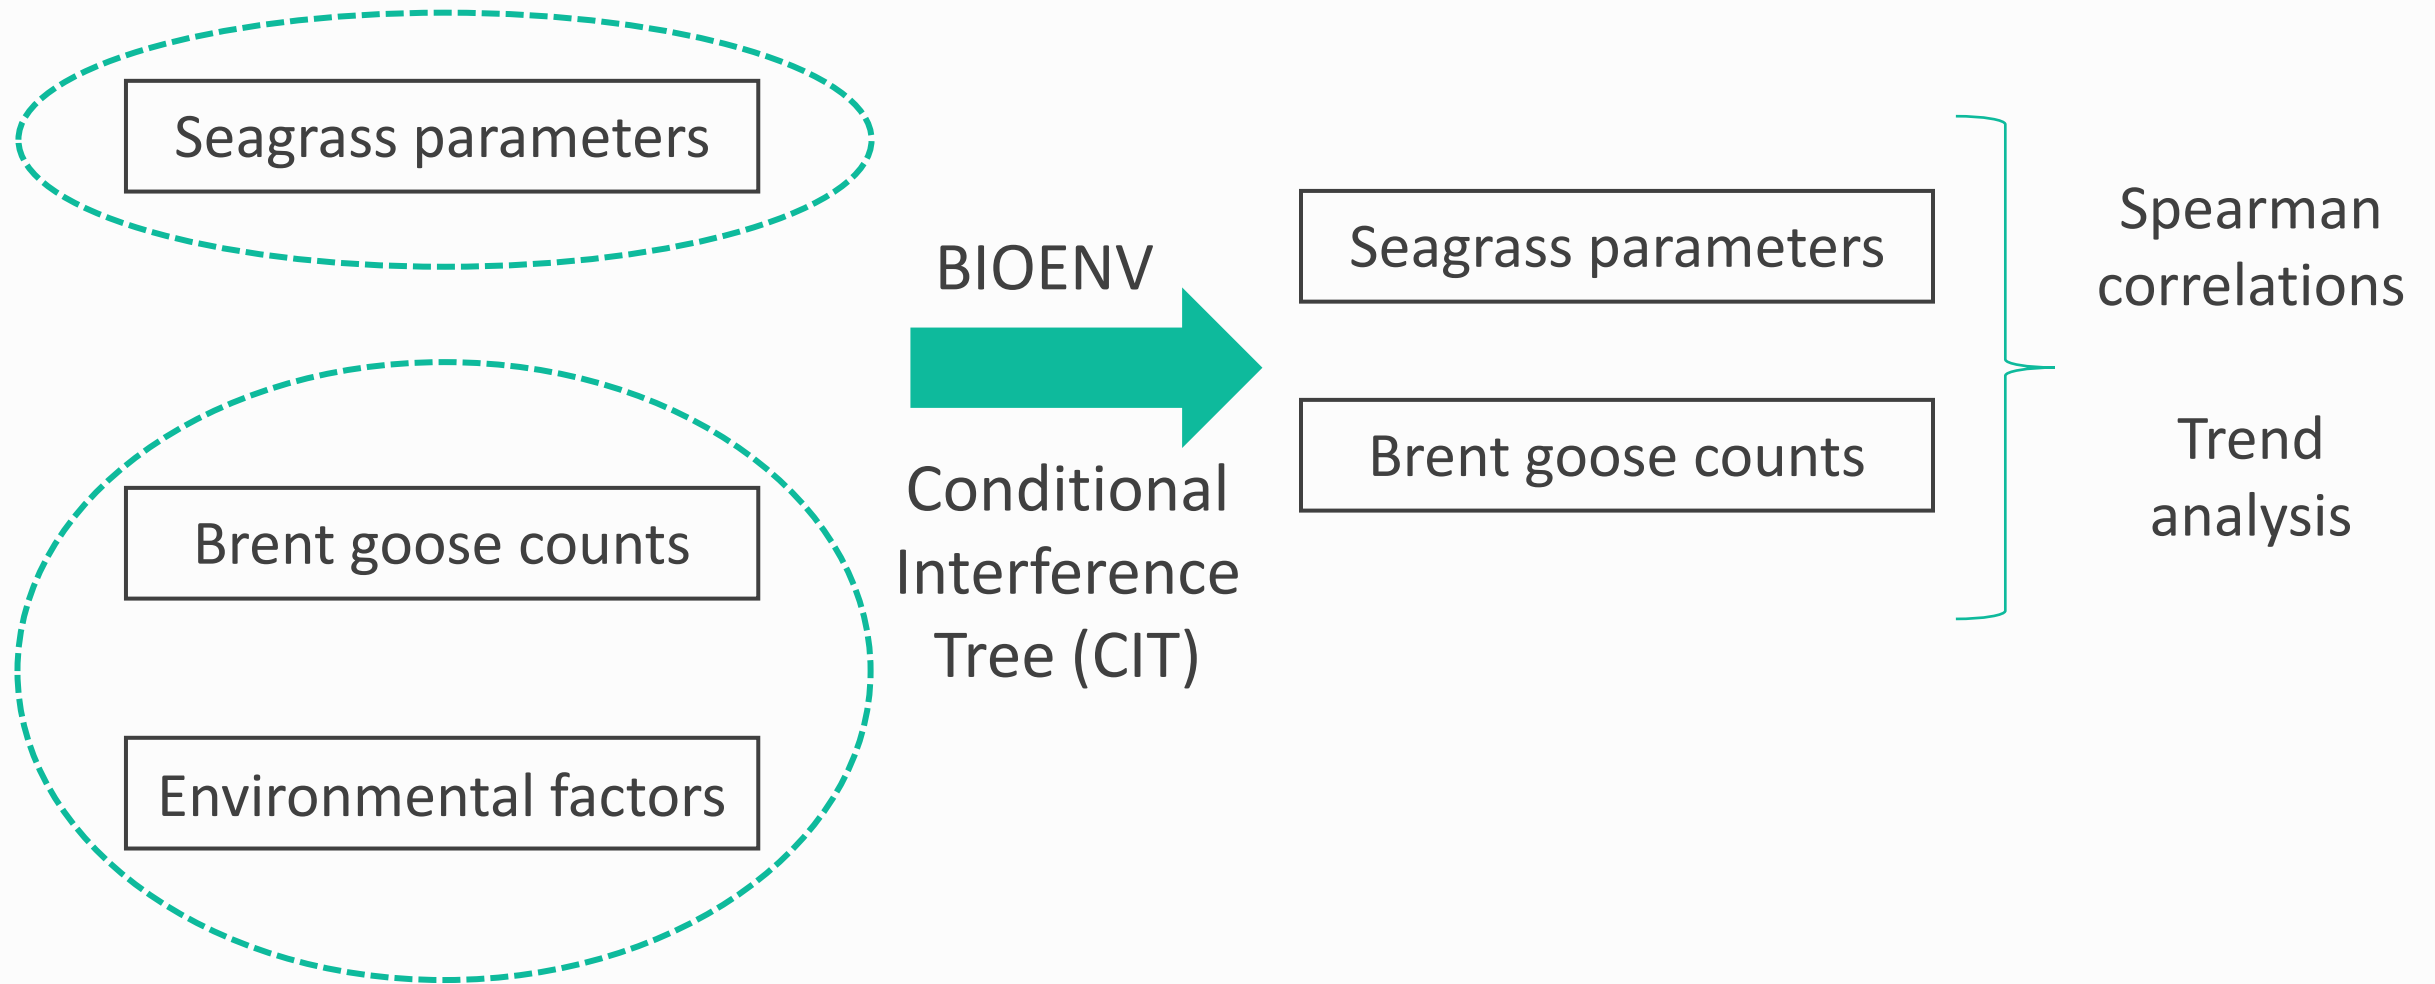 Seagrass parameters
Brent goose counts
Environmental factors
BIOENV
Conditional
Interference
Tree (CIT)
Seagrass parameters
Brent goose counts
Spearman
correlations
Trend
analysis